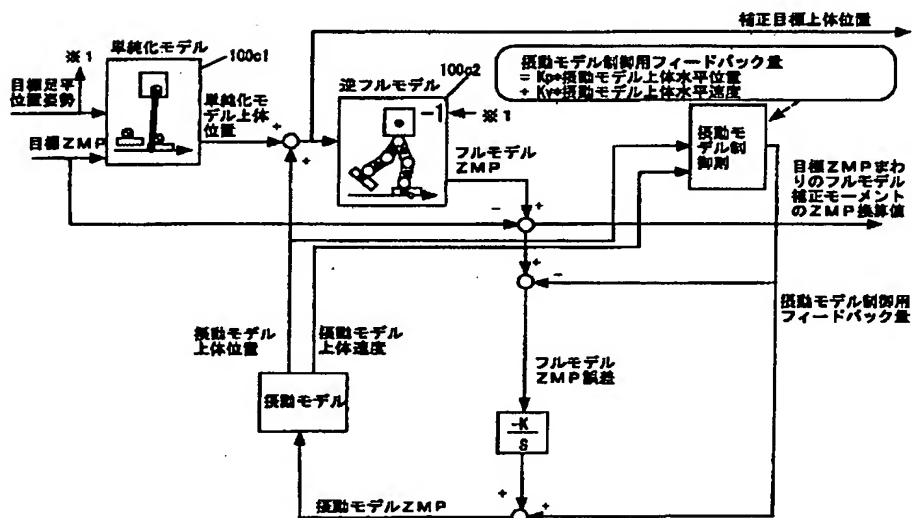 単純化モデル
100c1
※1
目標足平
位置姿勢
目標ZMP
単純化モ
デル上体
位置
+
+
逆フルモデル
100c2
-1
※1
フルモデル
ZMP
補正目標上体位置
摂動モデル制御用フィードバック量
= Kp*摂動モデル上体水平位置
+ Kv*摂動モデル上体水平速度
摂動モ
デル制
御則
目標ZMPまわ
りのフルモデル
補正モーメント
のZMP換算値
-
+
+
-
摂動モデル制御用
フィードバック量
摂動モデル
上体位置
摂動モデル
上体速度
摂動モデル
フルモデル
ZMP誤差
-K
S
+
+
摂動モデルZMP